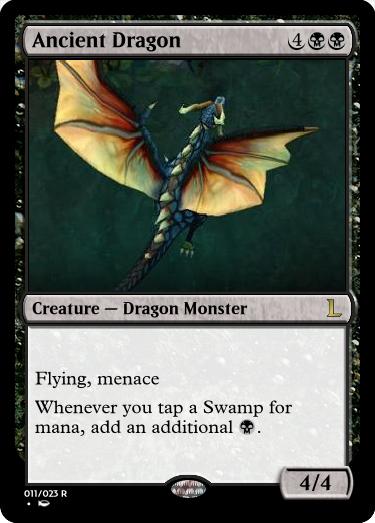 Ancient Dragon 4
Creature — Dragon Monster L
Flying, menace
Whenever you tap a Swamp for
mana, add an additional .
4/4
011/023 R